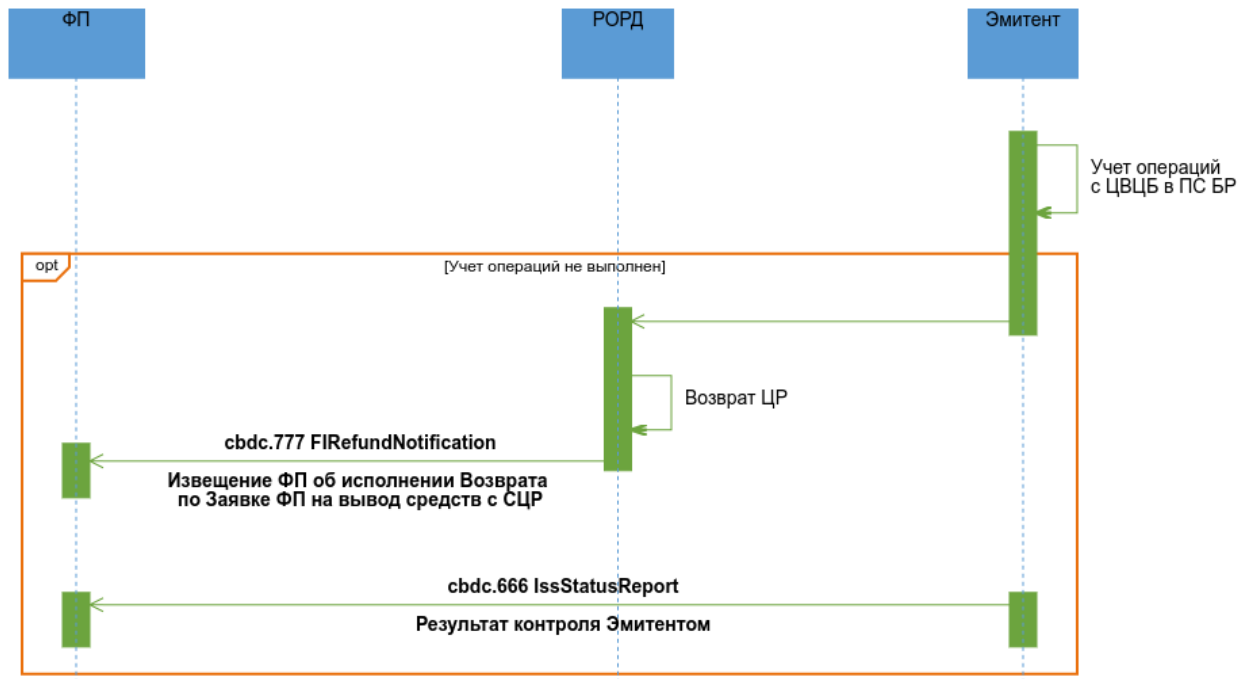 ФП
РОРД
Эмитент
Учет операций
с ЦВЦБ в ПС БР
opt
[Учет операций не выполнен]
Возврат ЦР
cbdc.777 FIRefundNotification
Извещение ФП об исполнении Возврата
по Заявке ФП на вывод средств с СЦР
cbdc.666 IssStatusReport
Результат контроля Эмитентом